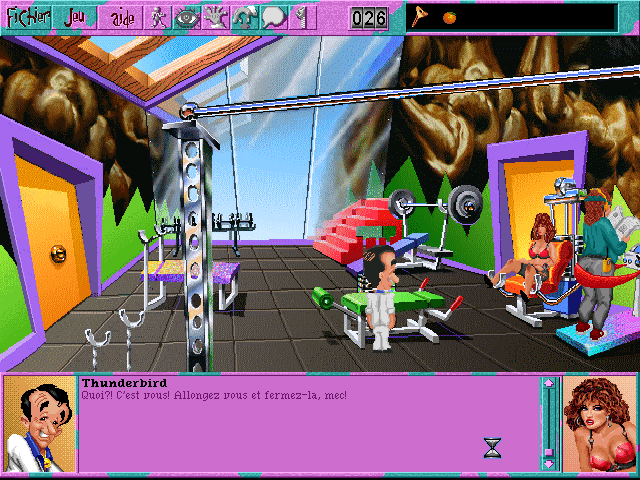 Fichier Jeu aide 026
Thunderbird
Quoi?! C'est vous! Allongez vous et fermez-la, mec!